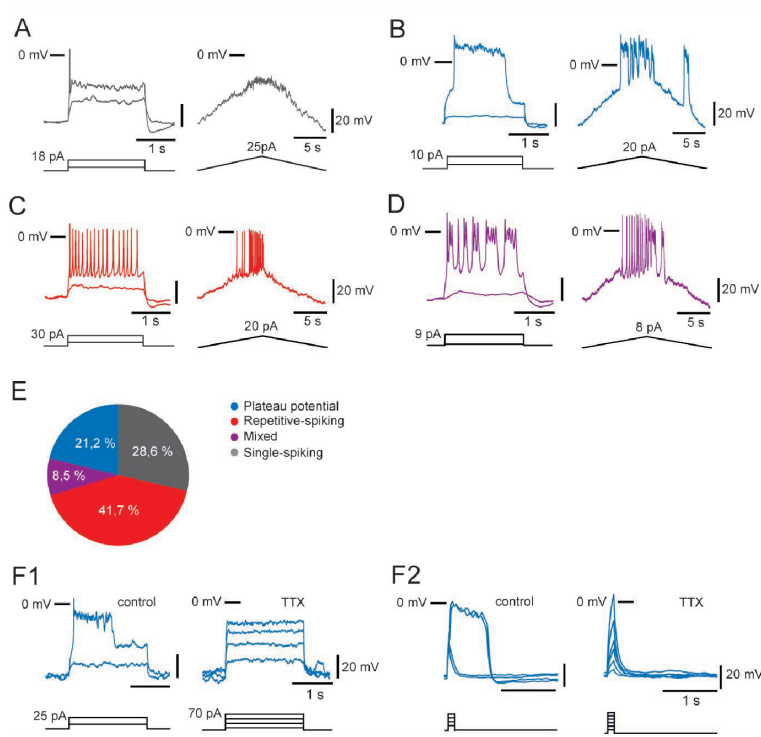 A
0 mV
0 mV
20 mV
1 s
5 s
18 pA
25pA
B
0 mV
0 mV
20 mV
1 s
5 s
10 pA
20 pA
C
0 mV
0 mV
20 mV
1 s
5 s
30 pA
20 pA
D
0 mV
0 mV
20 mV
1 s
5 s
9 pA
8 pA
E
21,2 %
28,6 %
8,5 %
41,7 %
Plateau potential
Repetitive-spiking
Mixed
Single-spiking
F1
0 mV
control
0 mV
TTX
20 mV
1 s
25 pA
70 pA
F2
0 mV
control
0 mV
TTX
20 mV
1 s